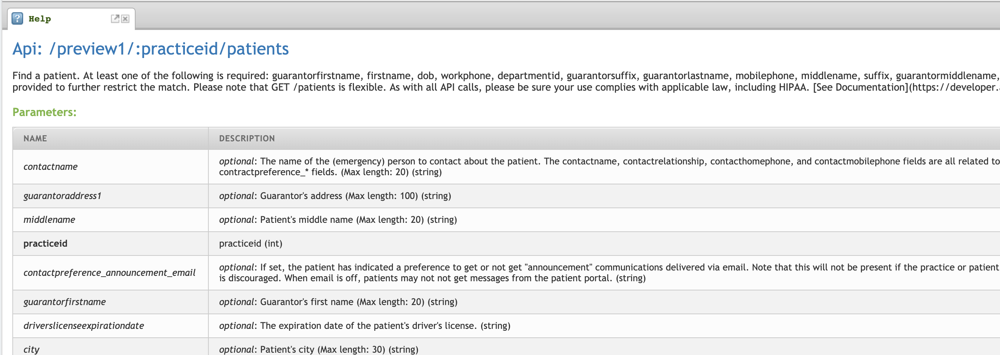 Help
Api: /preview1/:practiceid/patients
Find a patient. At least one of the following is required: guarantorfirstname, firstname, dob, workphone, departmentid, guarantorsuffix, guarantorlastname, mobilephone, middlename, suffix, guarantormiddlename,
provided to further restrict the match. Please note that GET /patients is flexible. As with all API calls, please be sure your use complies with applicable law, including HIPAA. [See Documentation](https://developer.
Parameters:
NAME DESCRIPTION
contactname
optional: The name of the (emergency) person to contact about the patient. The contactname, contactrelationship, contacthomephone, and contactmobilephone fields are all related to
contractpreference_* fields. (Max length: 20) (string)
guarantoraddress1 optional: Guarantor's address (Max length: 100) (string)
middlename optional: Patient's middle name (Max length: 20) (string)
practiceid practiceid (int)
contactpreference_announcement_email
optional: If set, the patient has indicated a preference to get or not get "announcement" communications delivered via email. Note that this will not be present if the practice or patient
is discouraged. When email is off, patients may not not get messages from the patient portal. (string)
guarantorfirstname optional: Guarantor's first name (Max length: 20) (string)
driverslicenseexpirationdate optional: The expiration date of the patient's driver's license. (string)
city optional: Patient's city (Max length: 30) (string)